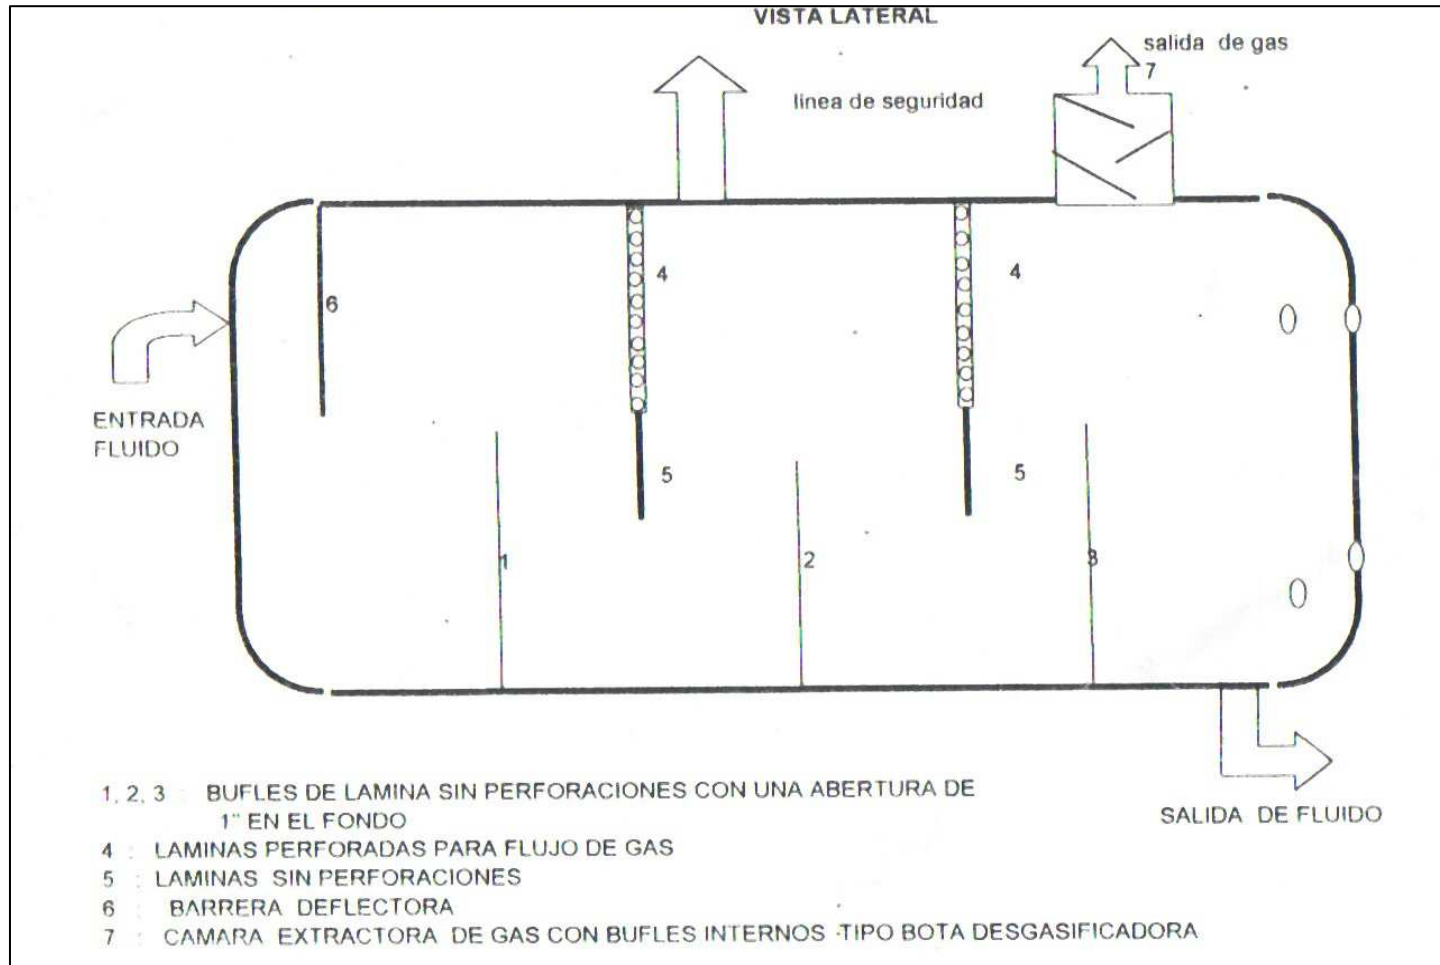 VISTA LATERAL
salida de gas
7
linea de seguridad
4
4
6
ENTRADA
FLUIDO
5
5
1
2
3
1, 2, 3 : BUFLES DE LAMINA SIN PERFORACIONES CON UNA ABERTURA DE
1" EN EL FONDO
SALIDA DE FLUIDO
4 : LAMINAS PERFORADAS PARA FLUJO DE GAS
5 : LAMINAS SIN PERFORACIONES
6 : BARRERA DEFLECTORA
7 : CAMARA EXTRACTORA DE GAS CON BUFLES INTERNOS -TIPO BOTA DESGASIFICADORA